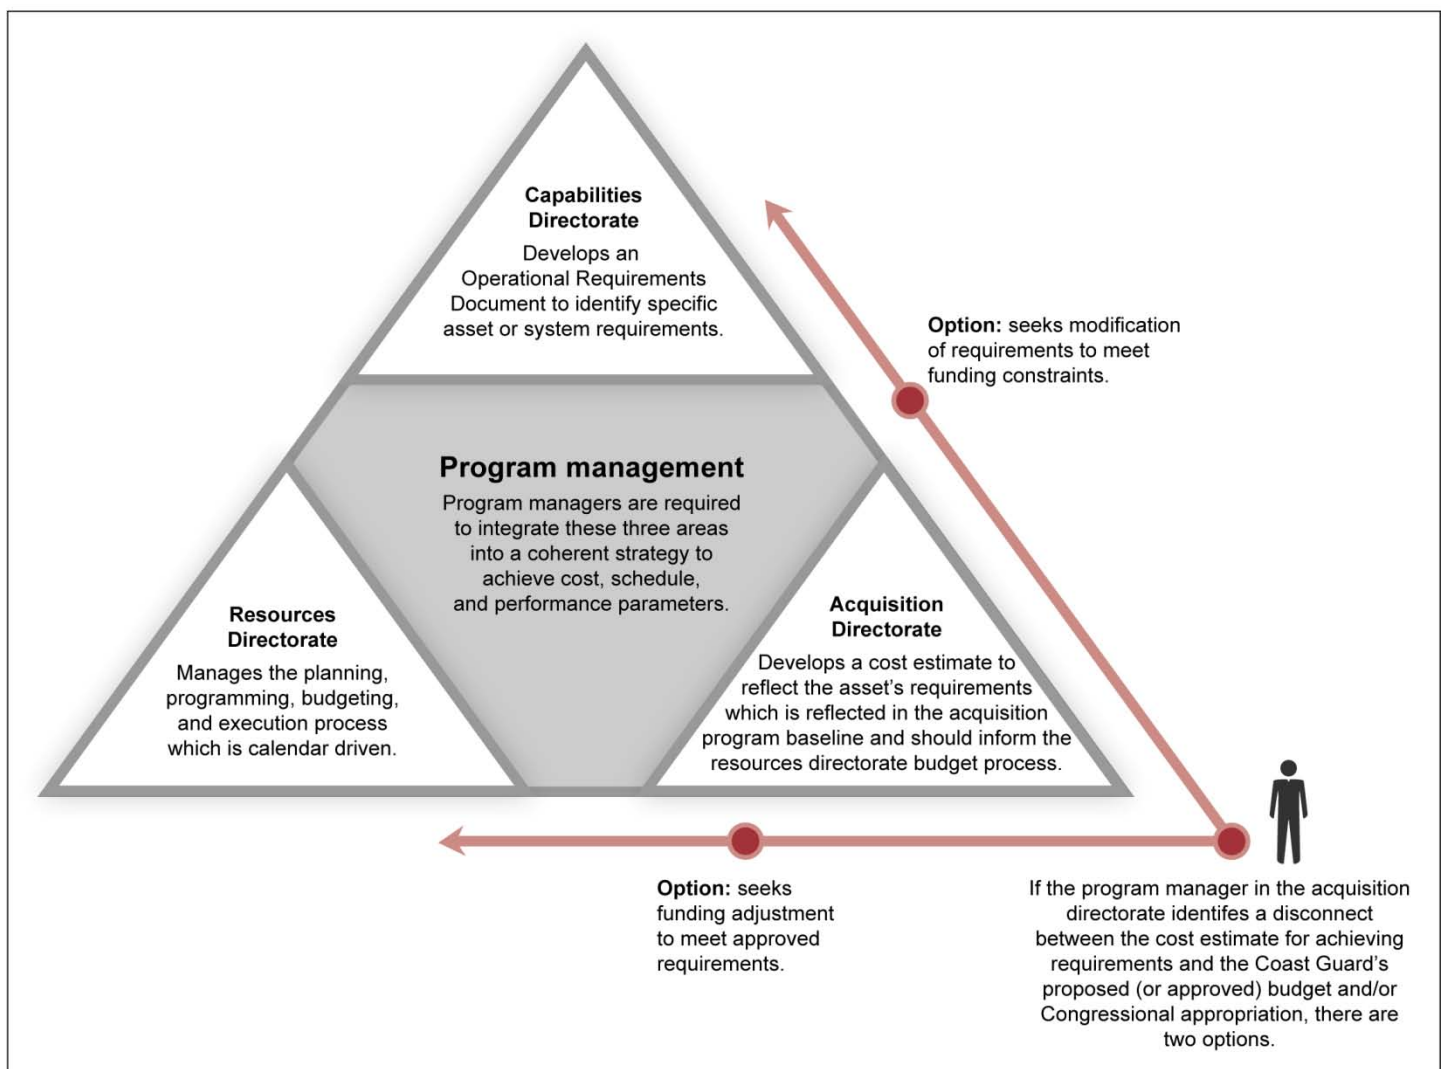 Capabilities
Directorate
Develops an
Operational Requirements
Document to identify specific
asset or system requirements.
Option: seeks modification
of requirements to meet
funding constraints.
Program management
Program managers are required
to integrate these three areas
into a coherent strategy to
achieve cost, schedule,
and performance parameters.
Resources
Directorate
Manages the planning,
programming, budgeting,
and execution process
which is calendar driven.
Acquisition
Directorate
Develops a cost estimate to
reflect the asset's requirements
which is reflected in the acquisition
program baseline and should inform the
resources directorate budget process.
Option: seeks
funding adjustment
to meet approved
requirements.
If the program manager in the acquisition
directorate identifes a disconnect
between the cost estimate for achieving
requirements and the Coast Guard's
proposed (or approved) budget and/or
Congressional appropriation, there are
two options.